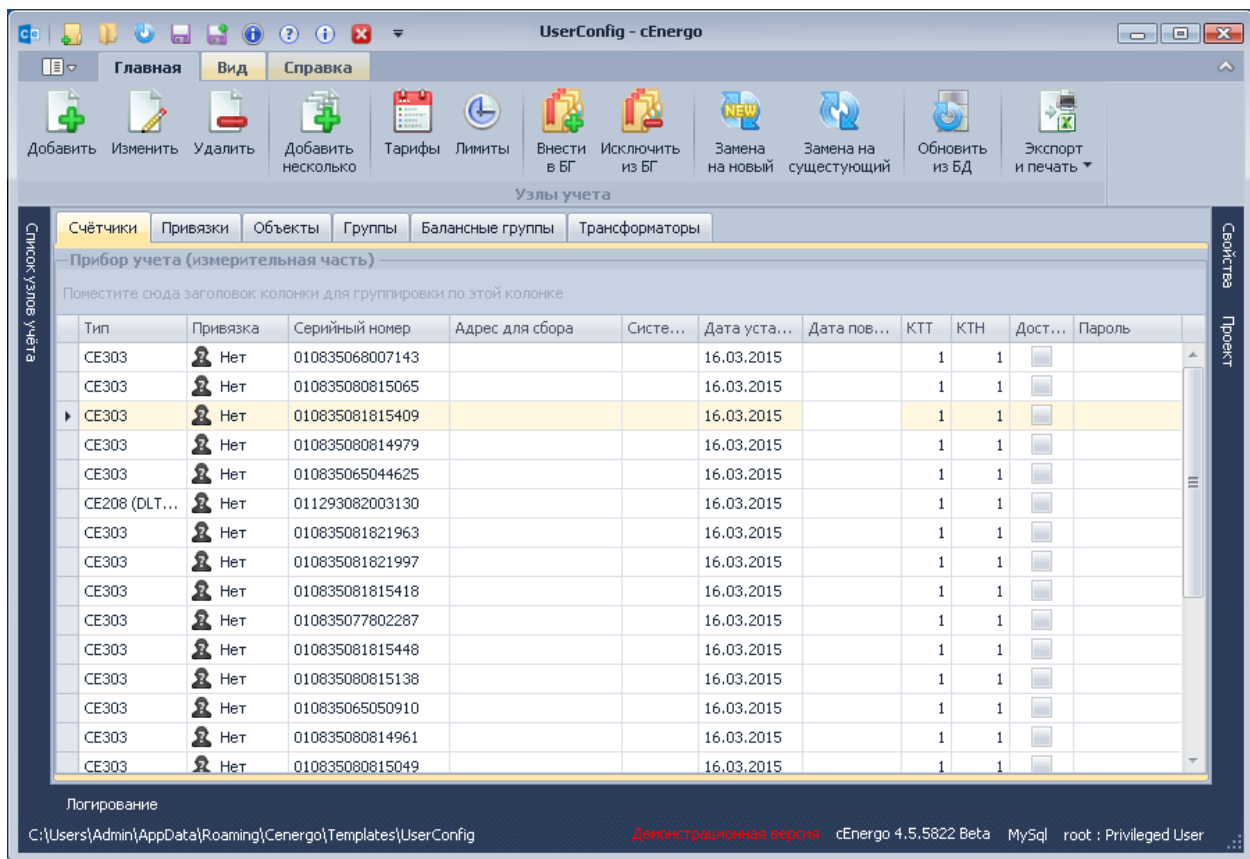 UserConfig - cEnergo
Главная Вид Справка
Добавить Изменить Удалить Добавить несколько Тарифы Лимиты Внести в БГ Исключить из БГ NEW Замена на новый Замена на сущестующий Обновить из БД Экспорт и печать
Узлы учета
Список узлов учёта
Счётчики Привязки Объекты Группы Балансные группы Трансформаторы
Свойства
Проект
Прибор учета (измерительная часть)
Поместите сюда заголовок колонки для группировки по этой колонке
Тип Привязка Серийный номер Адрес для сбора Систе... Дата уста... Дата пов... КТТ КТН Дост... Пароль
CE303 Нет 010835068007143 16.03.2015 1 1
CE303 Нет 010835080815065 16.03.2015 1 1
CE303 Нет 010835081815409 16.03.2015 1 1
CE303 Нет 010835080814979 16.03.2015 1 1
CE303 Нет 010835065044625 16.03.2015 1 1
CE208 (DLT... Нет 011293082003130 16.03.2015 1 1
CE303 Нет 010835081821963 16.03.2015 1 1
CE303 Нет 010835081821997 16.03.2015 1 1
CE303 Нет 010835081815418 16.03.2015 1 1
CE303 Нет 010835077802287 16.03.2015 1 1
CE303 Нет 010835081815448 16.03.2015 1 1
CE303 Нет 010835080815138 16.03.2015 1 1
CE303 Нет 010835065050910 16.03.2015 1 1
CE303 Нет 010835080814961 16.03.2015 1 1
CE303 Нет 010835080815049 16.03.2015 1 1
Логирование
C:\Users\Admin\AppData\Roaming\Cenergo\Templates\UserConfig Демонстрационная версия cEnergo 4.5.5822 Beta MySql root : Privileged User